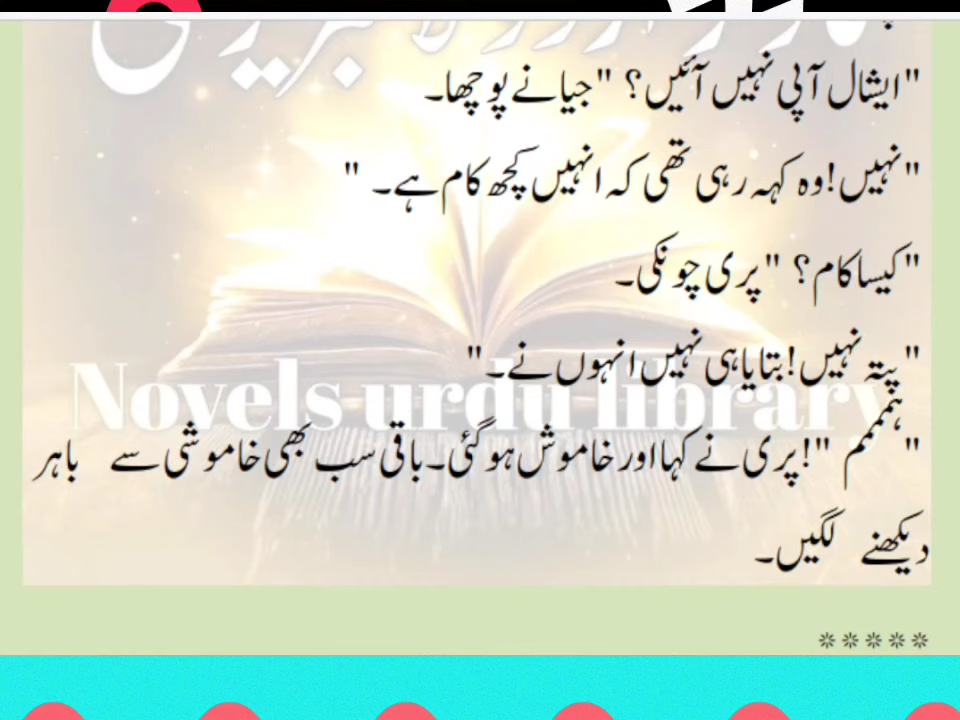 "ایشال آپی نہیں آئیں؟ "جیا نے پوچھا۔
"نہیں!وہ کہہ رہی تھی کہ انہیں کچھ کام ہے۔ "
"کیسا کام؟ "پری چونکی۔
"پتہ نہیں!بتایا ہی نہیں انہوں نے۔"
Novels urdu library
"ہمممم "!پری نے کہا اور خاموش ہو گئی۔باقی سب بھی خاموشی سے باہر
دیکھنے لگیں۔
*****